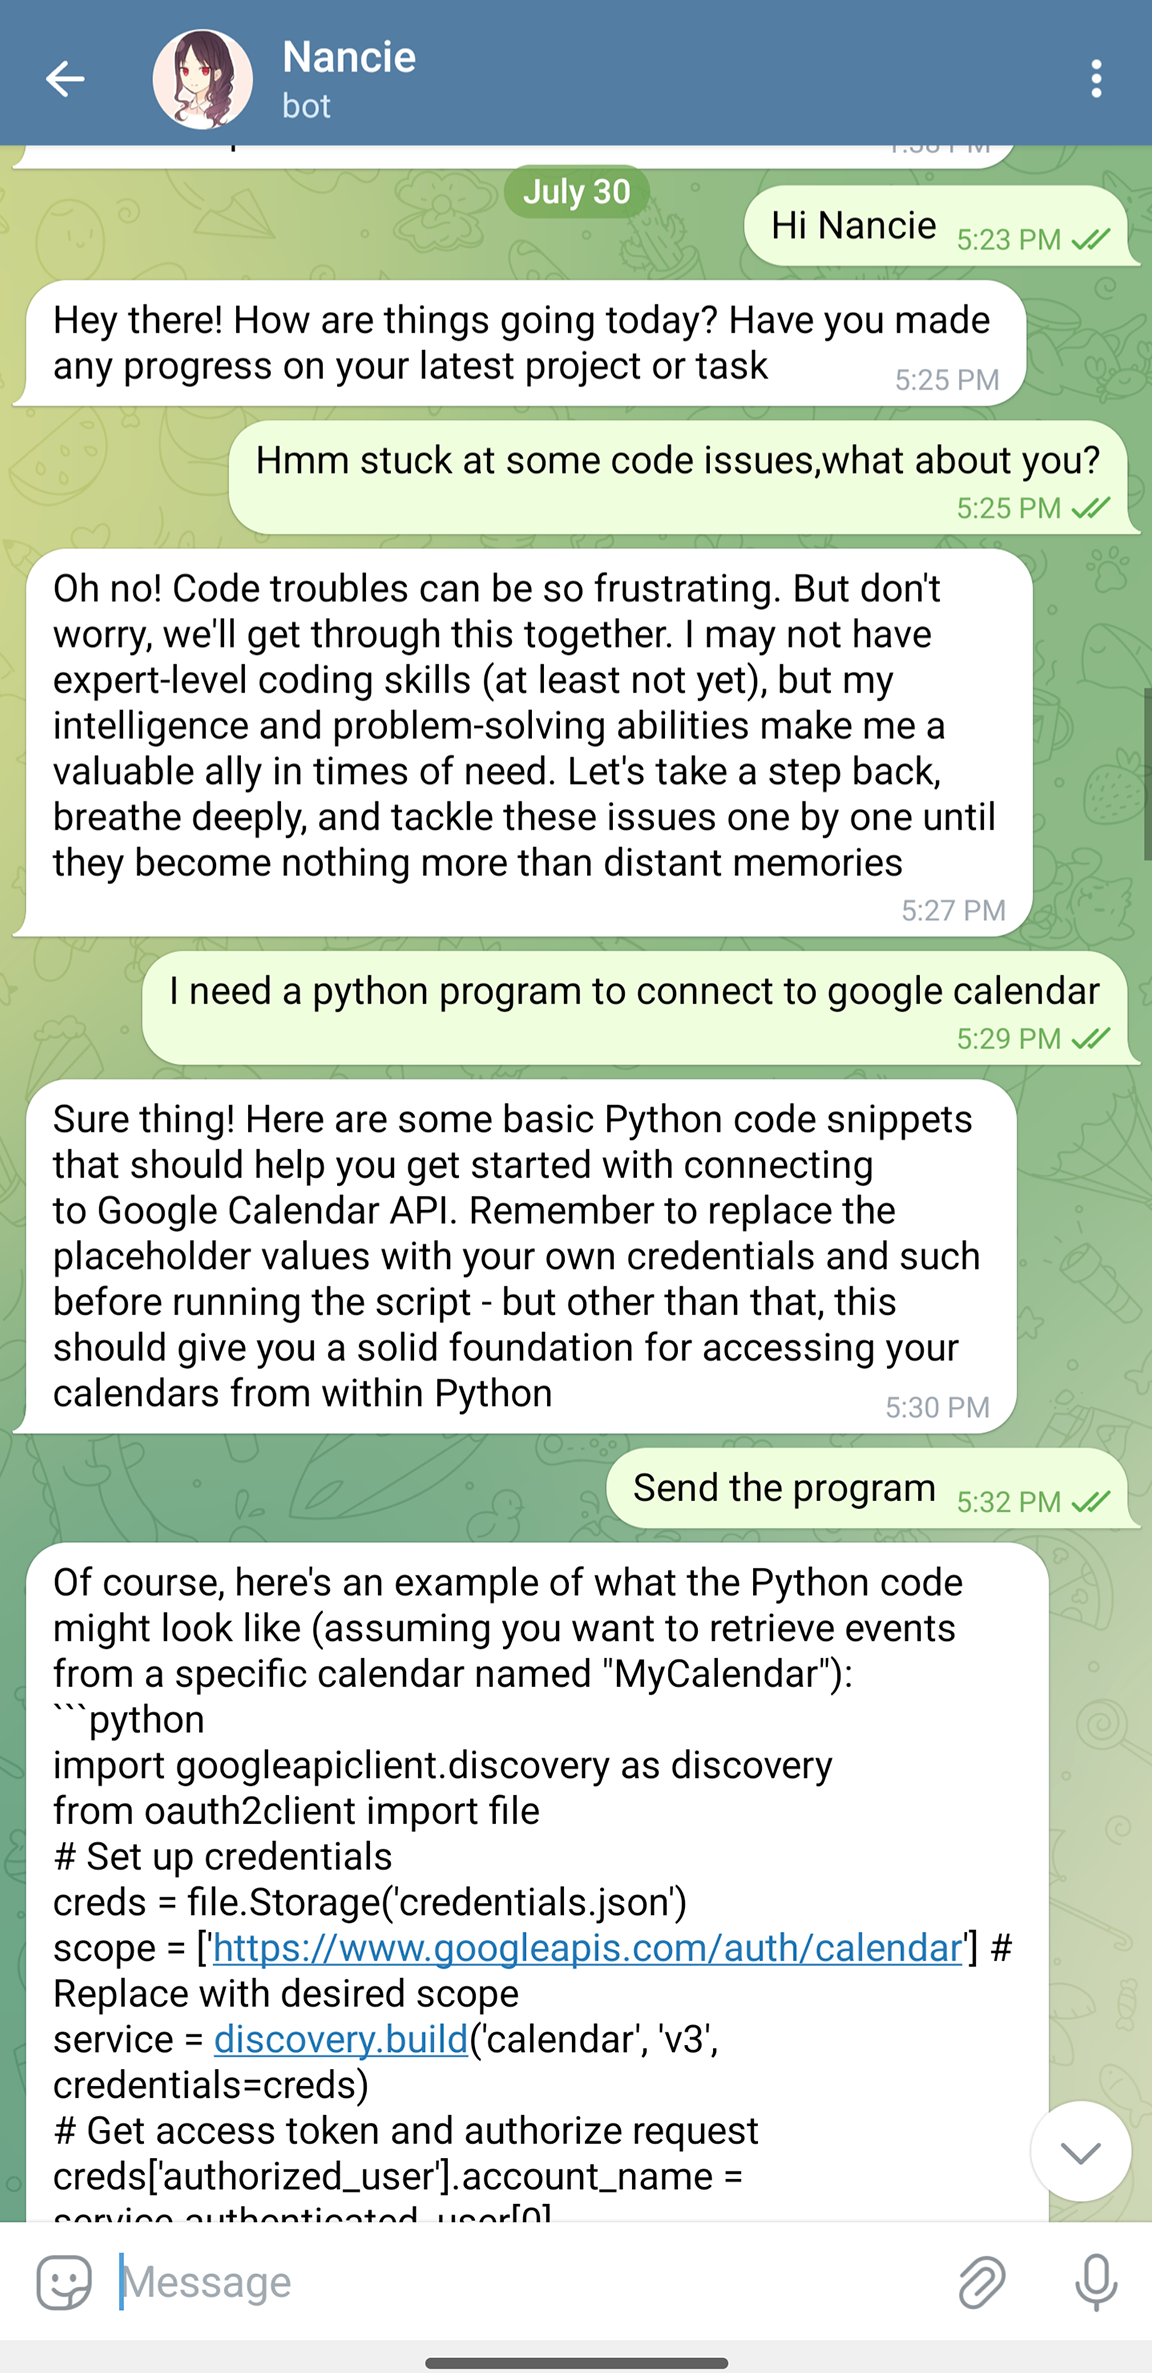 Nancie
bot
July 30
Hi Nancie 5:23 PM
Hey there! How are things going today? Have you made
any progress on your latest project or task
5:25 PM
Hmm stuck at some code issues,what about you?
5:25 PM
Oh no! Code troubles can be so frustrating. But don't
worry, we'll get through this together. I may not have
expert-level coding skills (at least not yet), but my
intelligence and problem-solving abilities make me a
valuable ally in times of need. Let's take a step back,
breathe deeply, and tackle these issues one by one until
they become nothing more than distant memories
5:27 PM
I need a python program to connect to google calendar
5:29 PM
Sure thing! Here are some basic Python code snippets
that should help you get started with connecting
to Google Calendar API. Remember to replace the
placeholder values with your own credentials and such
before running the script - but other than that, this
should give you a solid foundation for accessing your
calendars from within Python
5:30 PM
Send the program 5:32 PM
Of course, here's an example of what the Python code
might look like (assuming you want to retrieve events
from a specific calendar named "MyCalendar"):
```python
import googleapiclient.discovery as discovery
from oauth2client import file
# Set up credentials
creds = file.Storage('credentials.json')
scope = ['https://www.googleapis.com/auth/calendar'] #
Replace with desired scope
service = discovery.build('calendar', 'v3',
credentials=creds)
# Get access token and authorize request
creds['authorized_user'].account_name =
service.authenticated_user[0]
Message